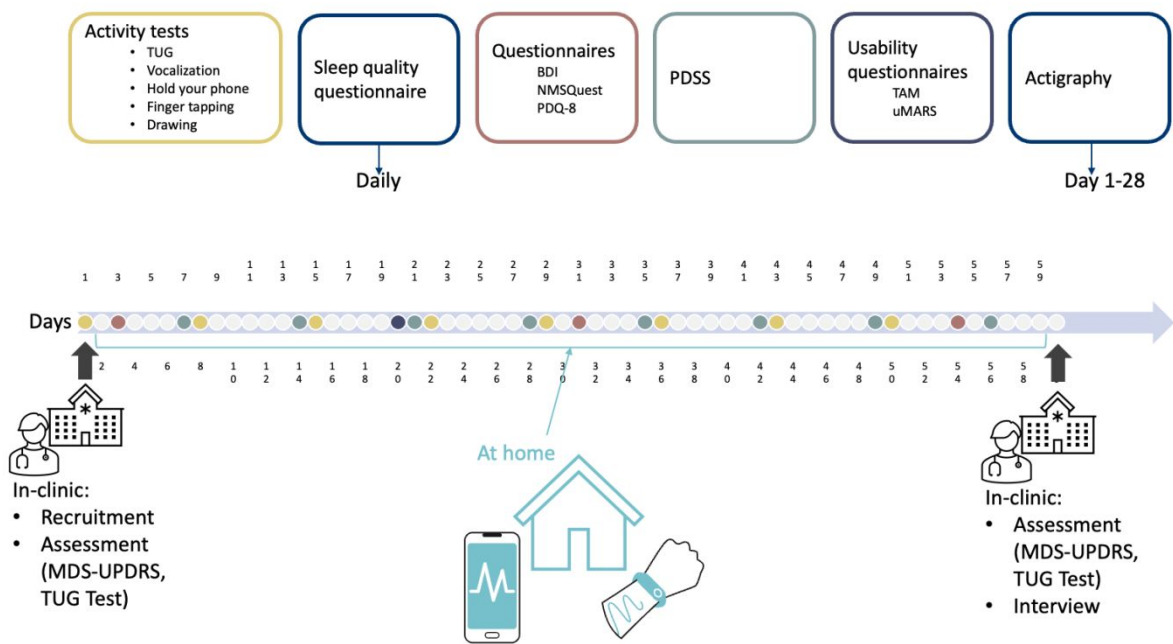 Activity tests
• TUG
• Vocalization
• Hold your phone
• Finger tapping
• Drawing
Sleep quality
questionnaire
Questionnaires
BDI
NMSQuest
PDQ-8
PDSS
Usability
questionnaires
TAM
uMARS
Actigraphy
Daily
Day 1-28
1 3 5 7 9 11 13 15 17 19 21 23 25 27 29 31 33 35 37 39 41 43 45 47 49 51 53 55 57 59
Days
2 4 6 8 10 12 14 16 18 20 22 24 26 28 30 32 34 36 38 40 42 44 46 48 50 52 54 56 58
At home
In-clinic:
• Recruitment
• Assessment
(MDS-UPDRS,
TUG Test)
In-clinic:
• Assessment
(MDS-UPDRS,
TUG Test)
• Interview